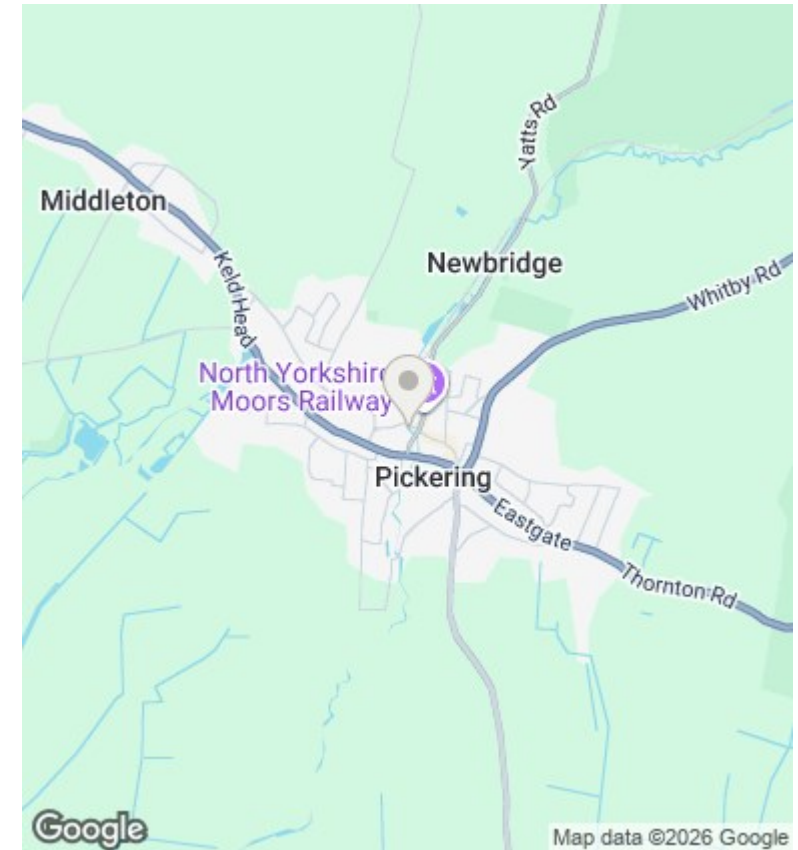 Yatts Rd
Middleton
Newbridge
Whitby Rd
Keld Head
North Yorkshire
Moors Railway
Pickering
Eastgate
Thornton Rd
Google
Map data ©2026 Google